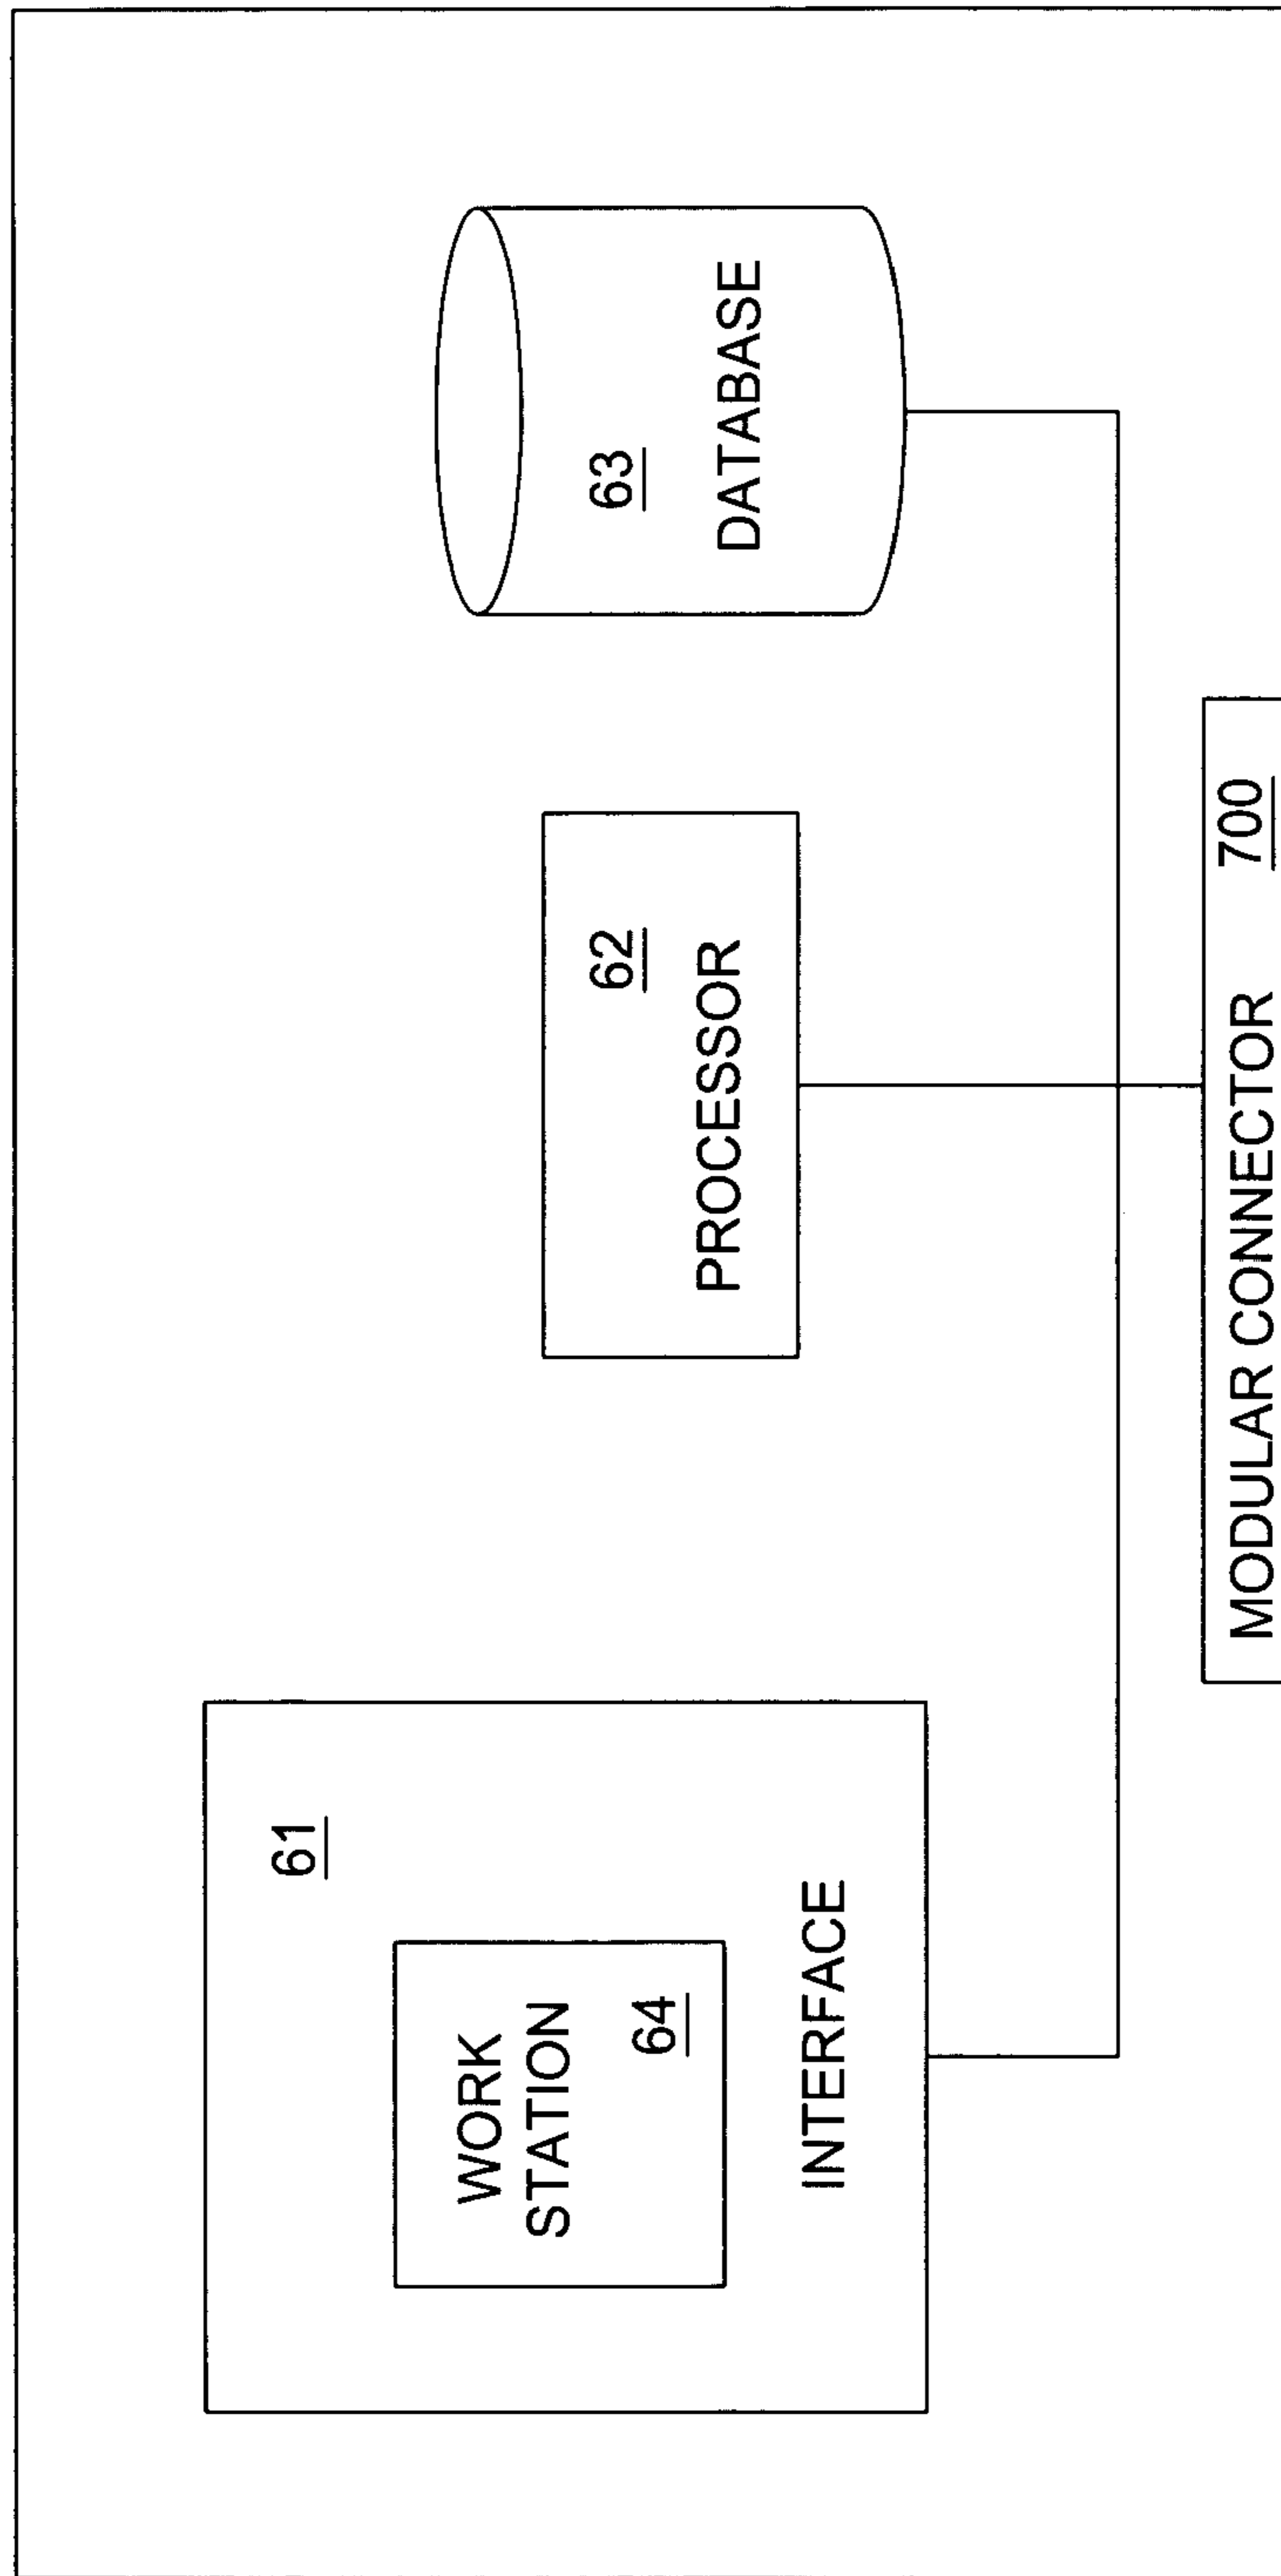 61
WORK
STATION
64
INTERFACE
62
PROCESSOR
63
DATABASE
MODULAR CONNECTOR 700